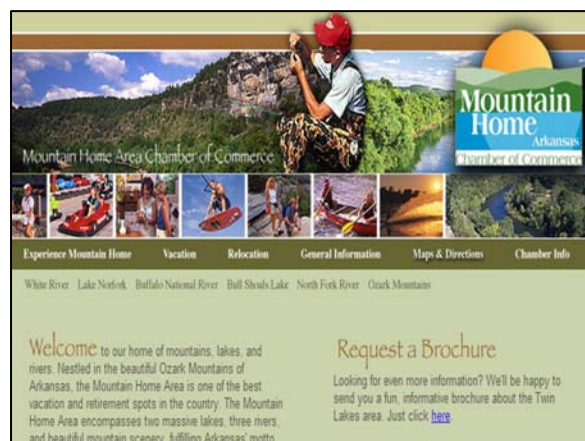 Mountain
Home
Arkansas
Chamber of Commerce
Mountain Home Area Chamber of Commerce
Experience Mountain Home Vacation Relocation General Information Maps & Directions Chamber Info
White River Lake Norfork Buffalo National River Bull Shoals Lake North Fork River Ozark Mountains
Welcome to our home of mountains, lakes, and
rivers. Nestled in the beautiful Ozark Mountains of
Arkansas, the Mountain Home Area is one of the best
vacation and retirement spots in the country. The Mountain
Home Area encompasses two massive lakes, three rivers,
and beautiful mountain scenery, fulfilling Arkansas' motto
Request a Brochure
Looking for even more information? We'll be happy to
send you a fun, informative brochure about the Twin
Lakes area. Just click here.